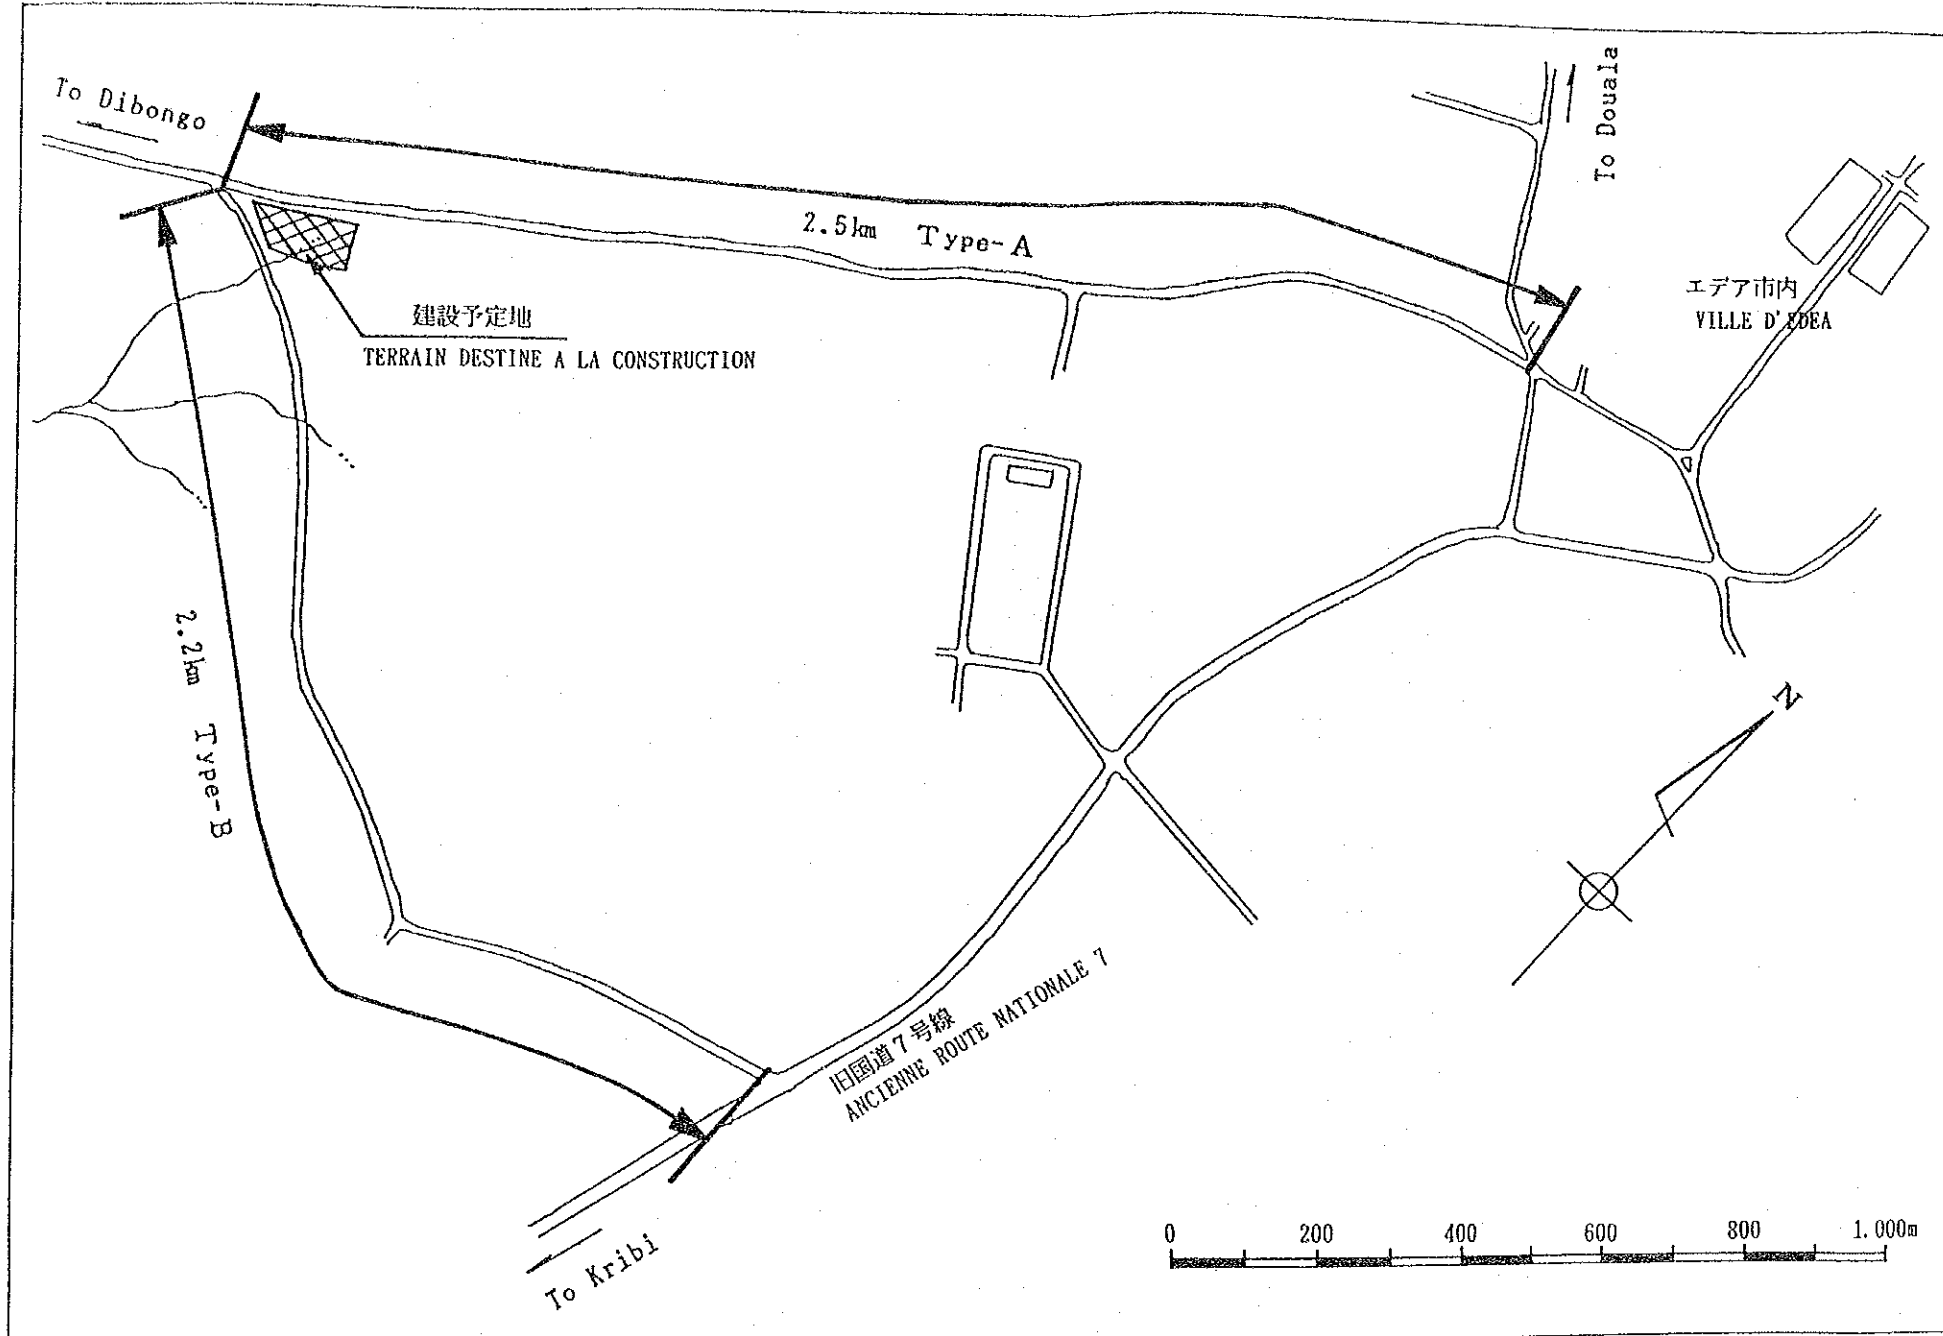 To Dibongo
To Douala
2.5km Type-A
エデア市内
VILLE D'EDEA
建設予定地
TERRAIN DESTINE A LA CONSTRUCTION
2.2km Type-B
N
旧国道7号線
ANCIENNE ROUTE NATIONALE 7
To Kribi
0 200 400 600 800 1.000m